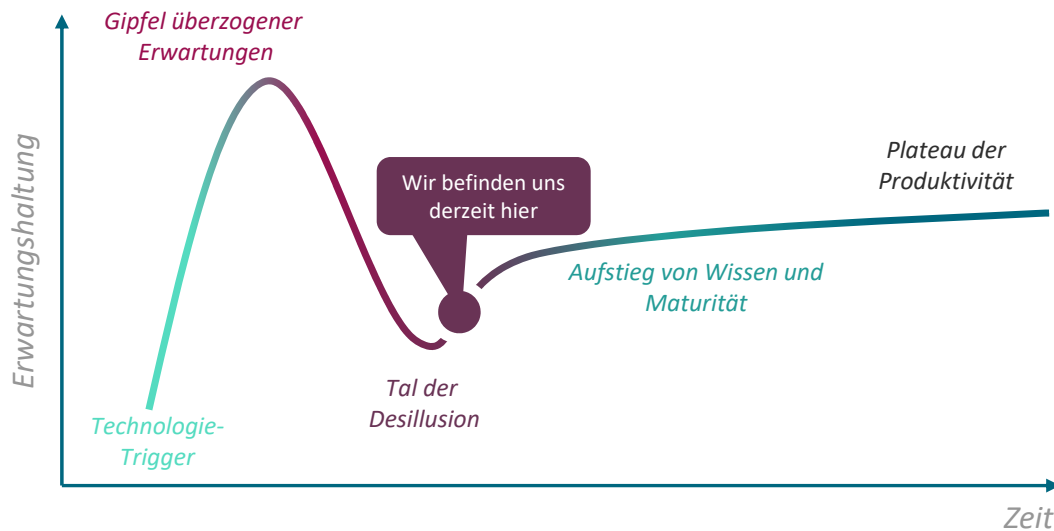 Gipfel überzogener
Erwartungen
Erwartungshaltung
Wir befinden uns
derzeit hier
Plateau der
Produktivität
Aufstieg von Wissen und
Maturität
Tal der
Desillusion
Technologie-
Trigger
Zeit